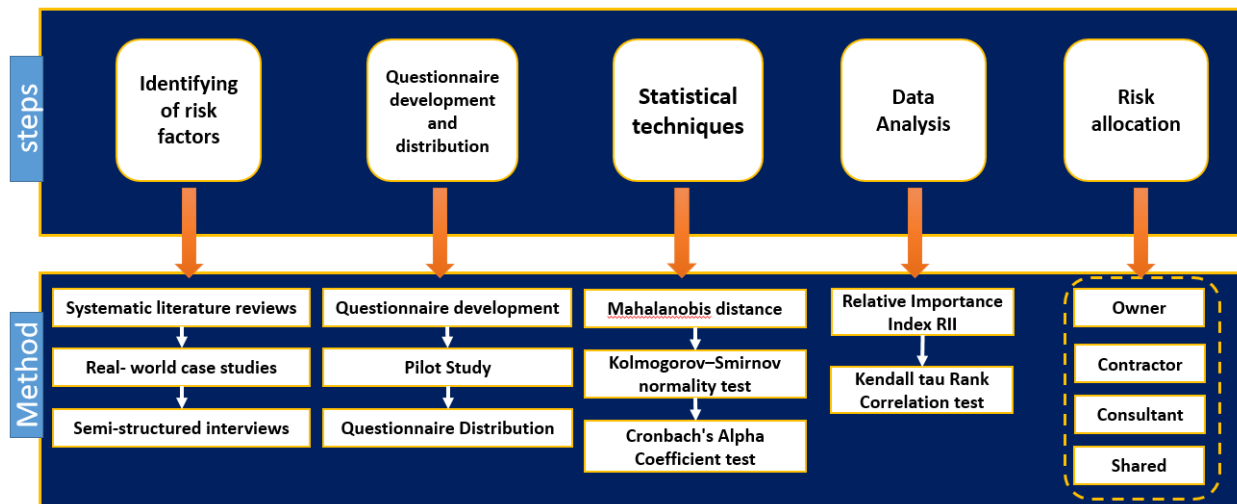 steps
Identifying
of risk
factors
Questionnaire
development
and
distribution
Statistical
techniques
Data
Analysis
Risk
allocation
Method
Systematic literature reviews
Real- world case studies
Semi-structured interviews
Questionnaire development
Pilot Study
Questionnaire Distribution
Mahalanobis distance
Kolmogorov–Smirnov
normality test
Cronbach's Alpha
Coefficient test
Relative Importance
Index RII
Kendall tau Rank
Correlation test
Owner
Contractor
Consultant
Shared